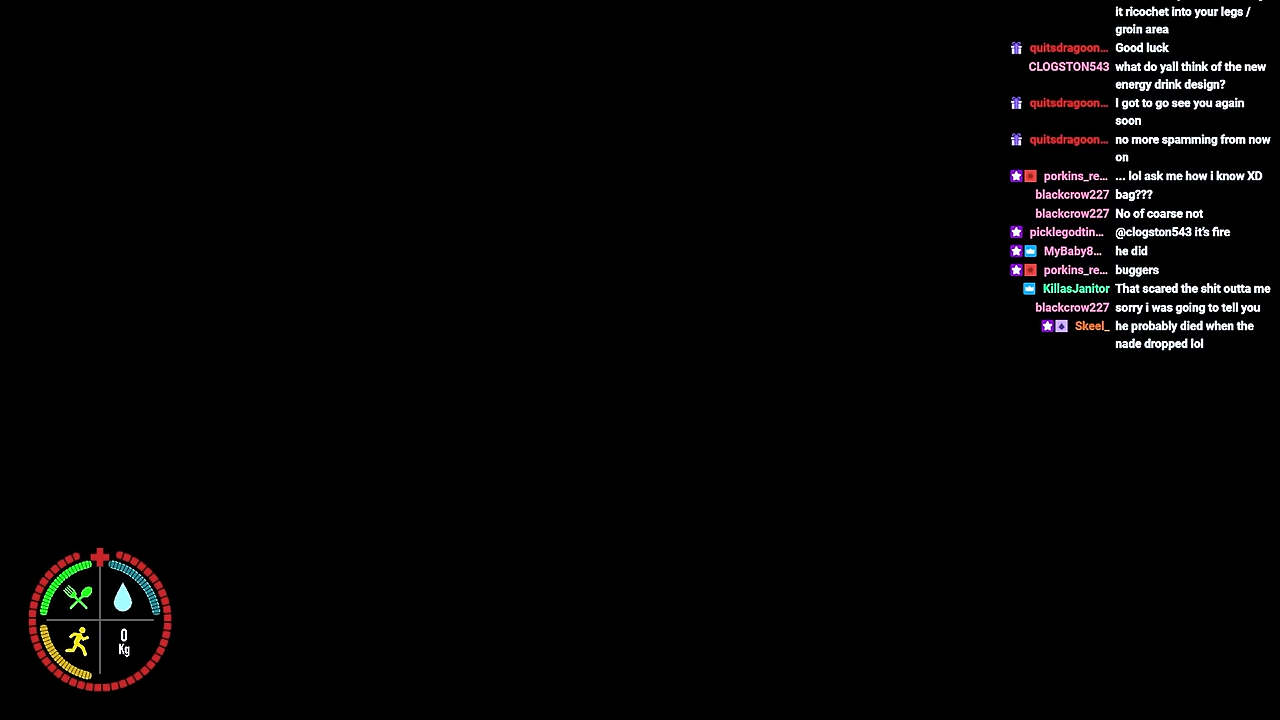 it ricochet into your legs /
groin area
quitsdragoon... Good luck
CLOGSTON543 what do yall think of the new
energy drink design?
quitsdragoon... I got to go see you again
soon
quitsdragoon... no more spamming from now
on
porkins_re... ... lol ask me how i know XD
blackcrow227 bag???
blackcrow227 No of coarse not
picklegodtin... @clogston543 it's fire
MyBaby8... he did
porkins_re... buggers
KillasJanitor That scared the shit outta me
blackcrow227 sorry i was going to tell you
Skeel_ he probably died when the
nade dropped lol
0
Kg